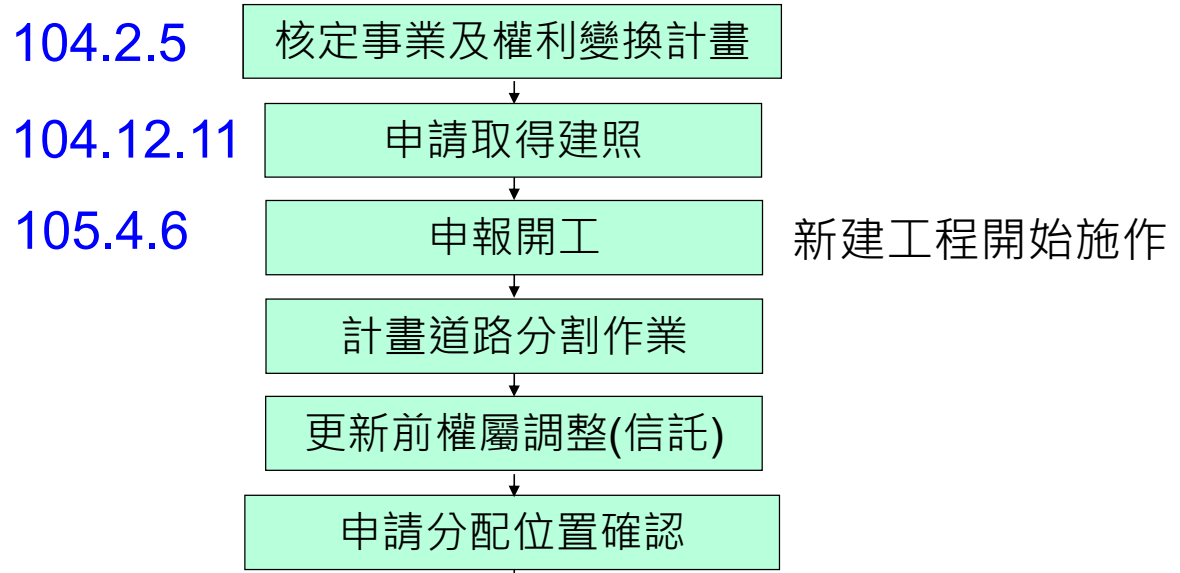 104.2.5 核定事業及權利變換計畫
104.12.11 申請取得建照
105.4.6 申報開工 新建工程開始施作
計畫道路分割作業
更新前權屬調整(信託)
申請分配位置確認